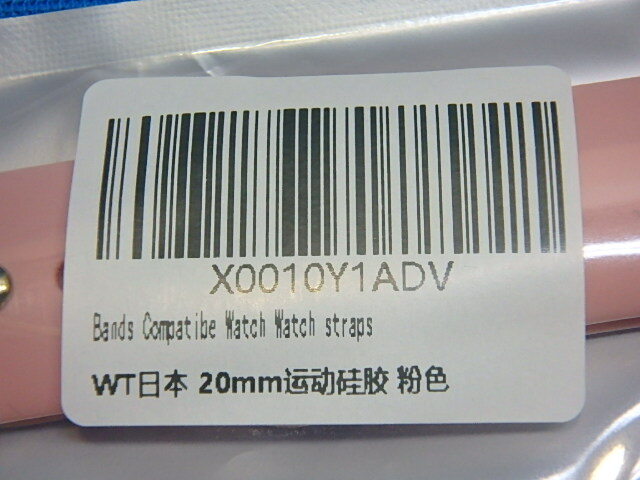 X0010Y1ADV
Bands Compatibe Watch Watch straps
WT日本 20mm运动硅胶 粉色